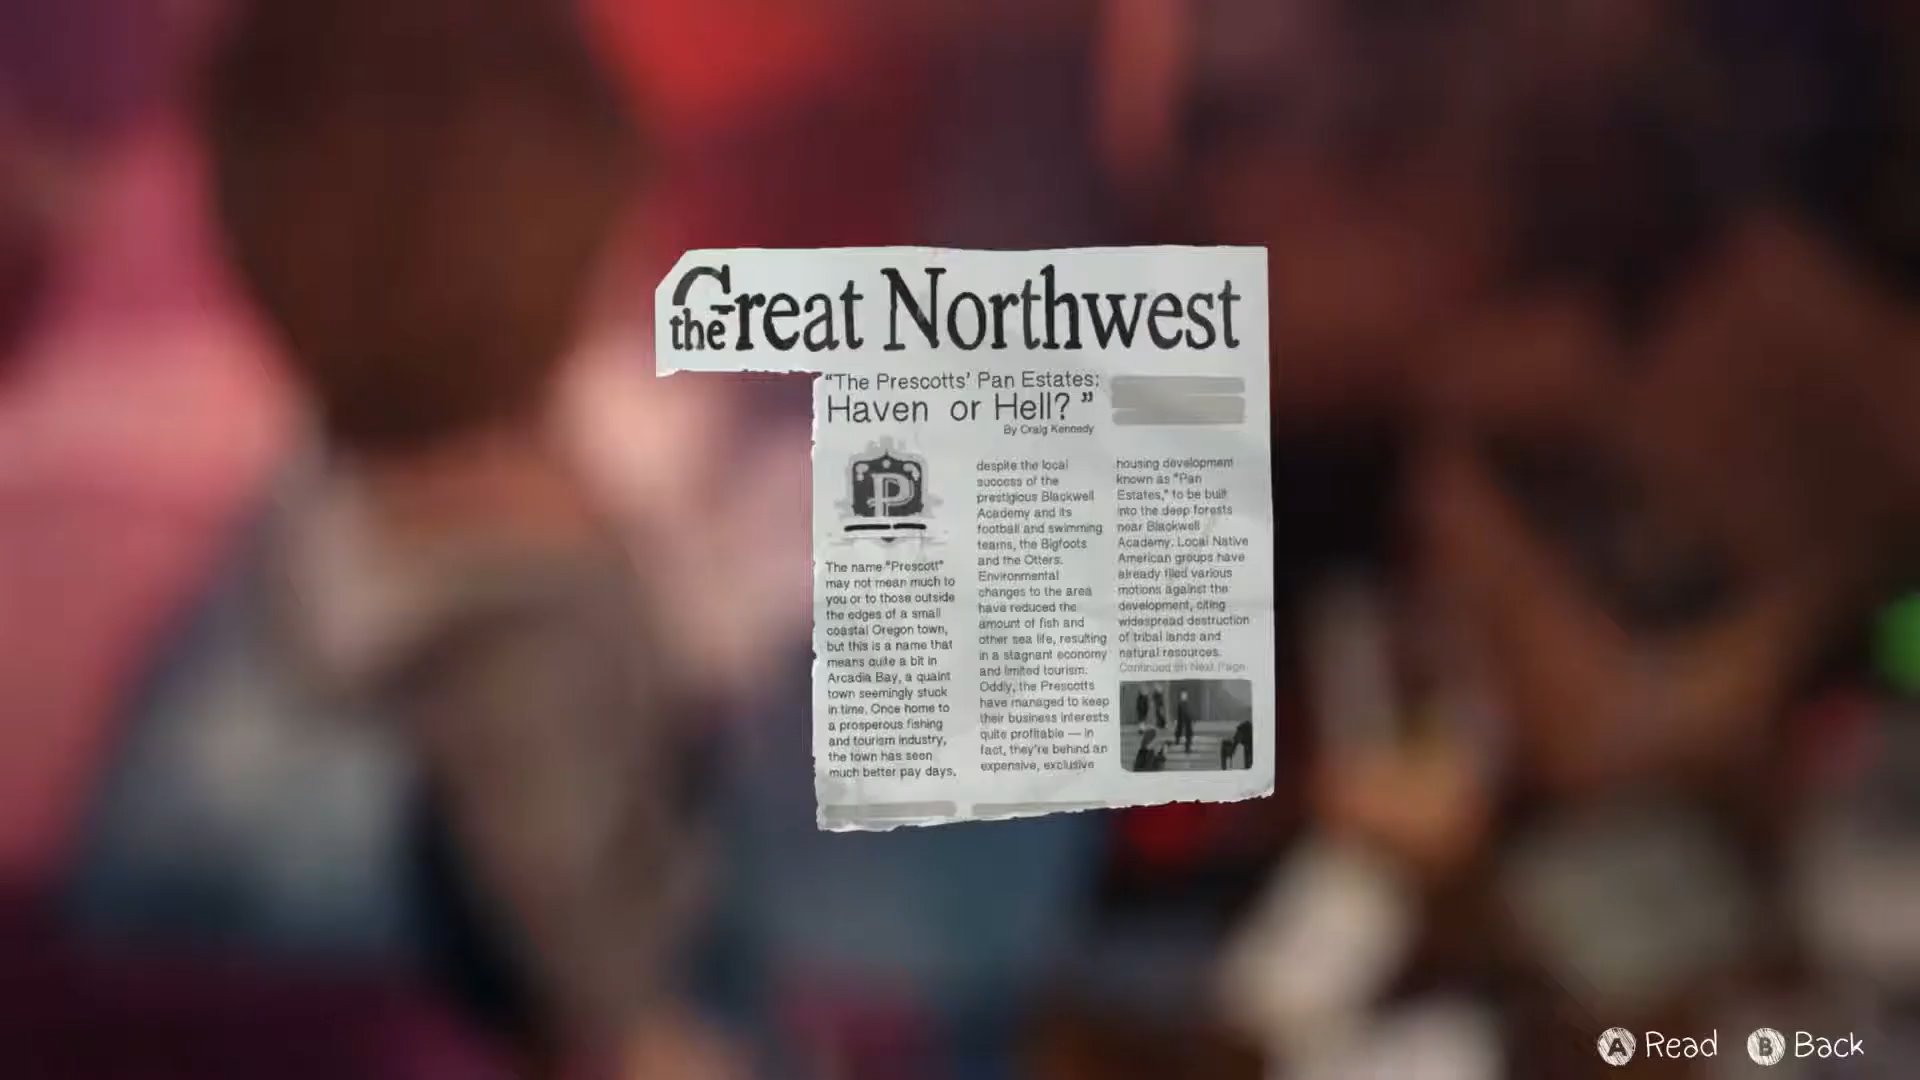 the Great Northwest
"The Prescotts' Pan Estates:
Haven or Hell?"
By Craig Kennedy
P
The name "Prescott"
may not mean much to
you or to those outside
the edges of a small
coastal Oregon town,
but this is a name that
means quite a bit in
Arcadia Bay, a quaint
town seemingly stuck
in time. Once home to
a prosperous fishing
and tourism industry,
the town has seen
much better pay days,
despite the local
success of the
prestigious Blackwell
Academy and its
football and swimming
teams, the Bigfoots
and the Otters.
Environmental
changes to the area
have reduced the
amount of fish and
other sea life, resulting
in a stagnant economy
and limited tourism.
Oddly, the Prescotts
have managed to keep
their business interests
quite profitable — in
fact, they're behind an
expensive, exclusive
housing development
known as "Pan
Estates," to be built
into the deep forests
near Blackwell
Academy. Local Native
American groups have
already filed various
motions against the
development, citing
widespread destruction
of tribal lands and
natural resources.
Continued on Next Page
A Read B Back